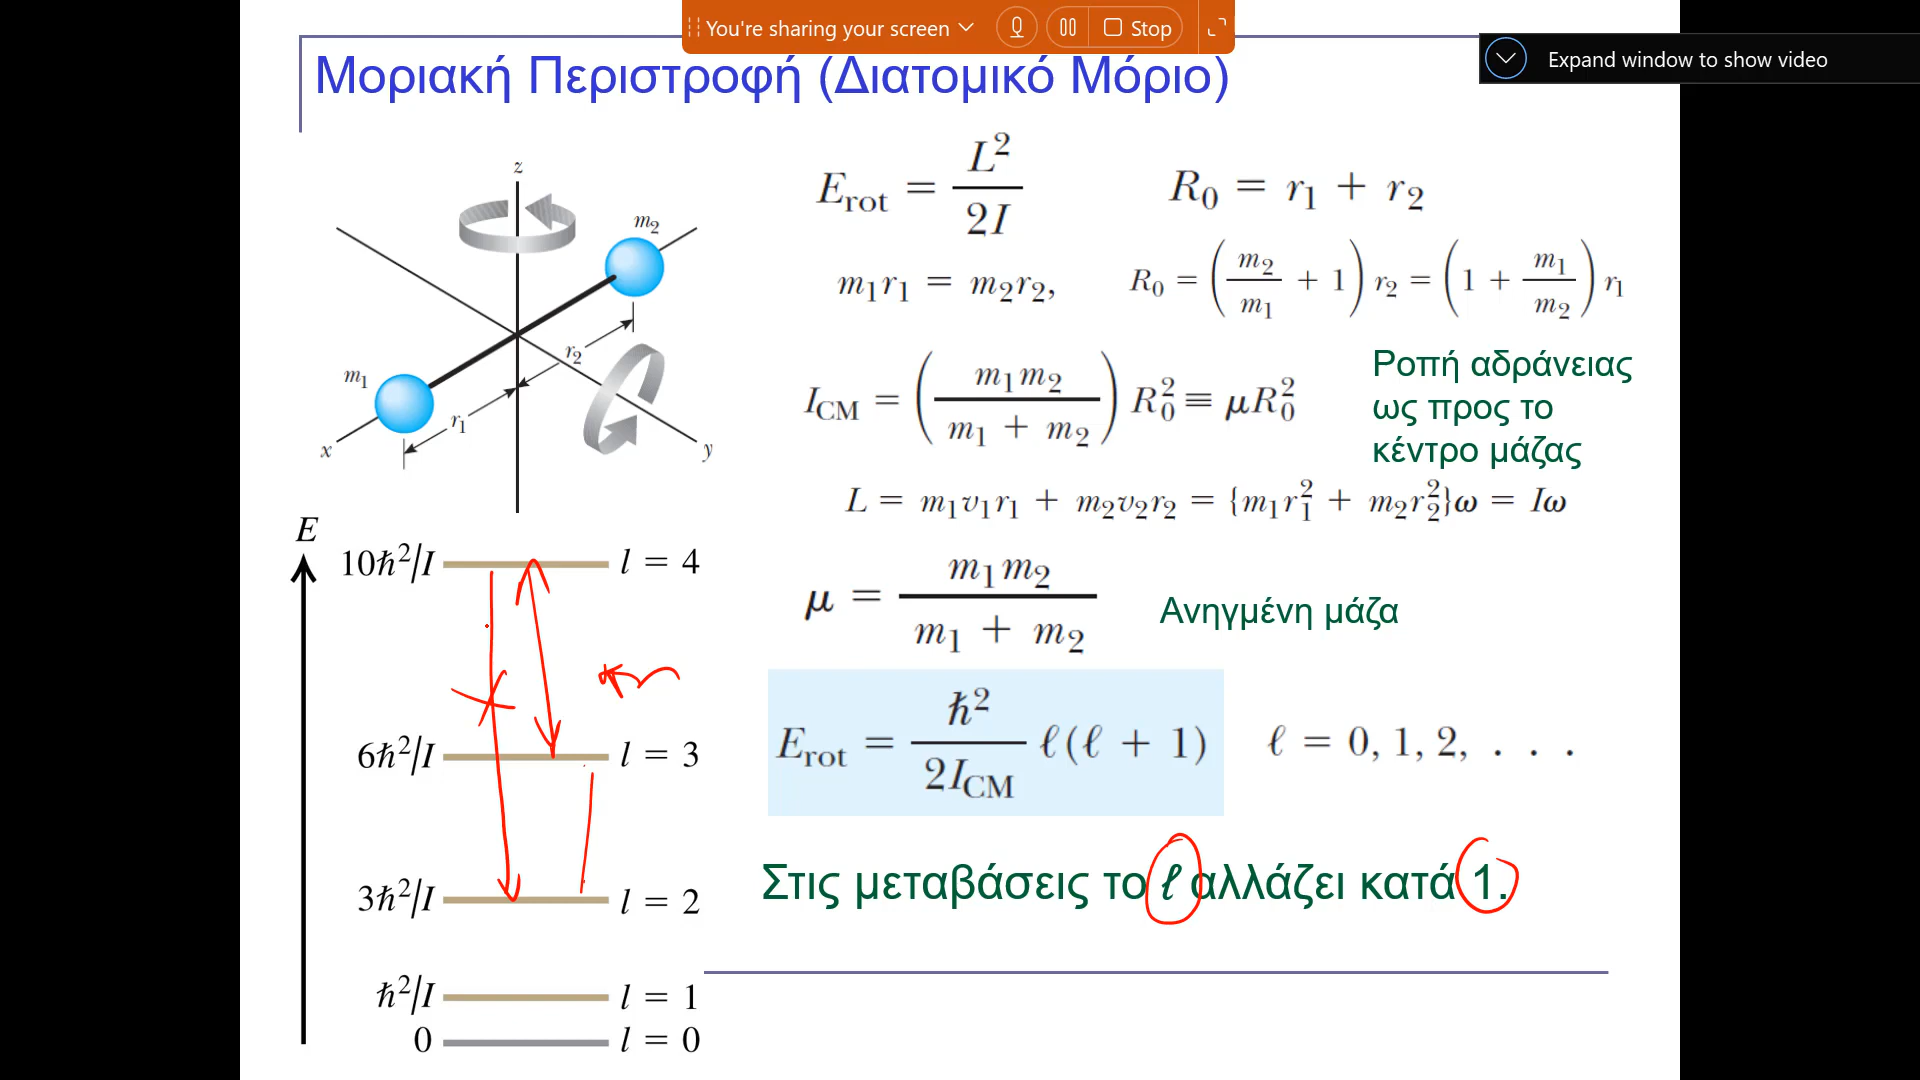 You're sharing your screen
Stop
Expand window to show video
Μοριακή Περιστροφή (Διατομικό Μόριο)
z
m₂
r₂
m₁
r₁
x
y
E_rot = L² / 2I
R₀ = r₁ + r₂
m₁r₁ = m₂r₂,
R₀ = (m₂/m₁ + 1) r₂ = (1 + m₁/m₂) r₁
I_CM = (m₁m₂ / (m₁ + m₂)) R₀² ≡ μR₀²
Ροπή αδράνειας
ως προς το
κέντρο μάζας
L = m₁v₁r₁ + m₂v₂r₂ = {m₁r₁² + m₂r₂²}ω = Iω
μ = m₁m₂ / (m₁ + m₂)
Ανηγμένη μάζα
E_rot = ħ² / 2I_CM ℓ(ℓ + 1)
ℓ = 0, 1, 2, . . .
Στις μεταβάσεις το ℓ αλλάζει κατά 1.
E
10ħ²/I l = 4
6ħ²/I l = 3
3ħ²/I l = 2
ħ²/I l = 1
0 l = 0